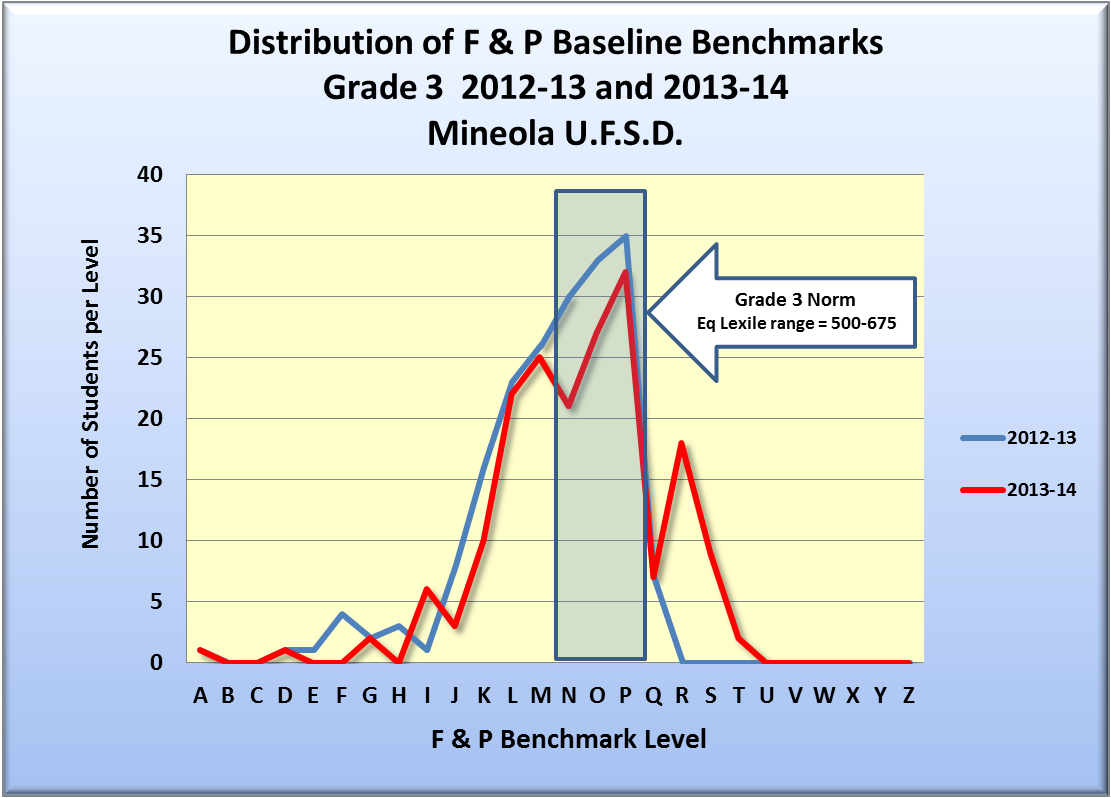 Distribution of F & P Baseline Benchmarks
Grade 3  2012-13 and 2013-14
Mineola U.F.S.D.
40
35
30
25
20
15
10
5
0
Number of Students per Level
Grade 3 Norm
Eq Lexile range = 500-675
2012-13
2013-14
A B C D E F G H I J K L M N O P Q R S T U V W X Y Z
F & P Benchmark Level